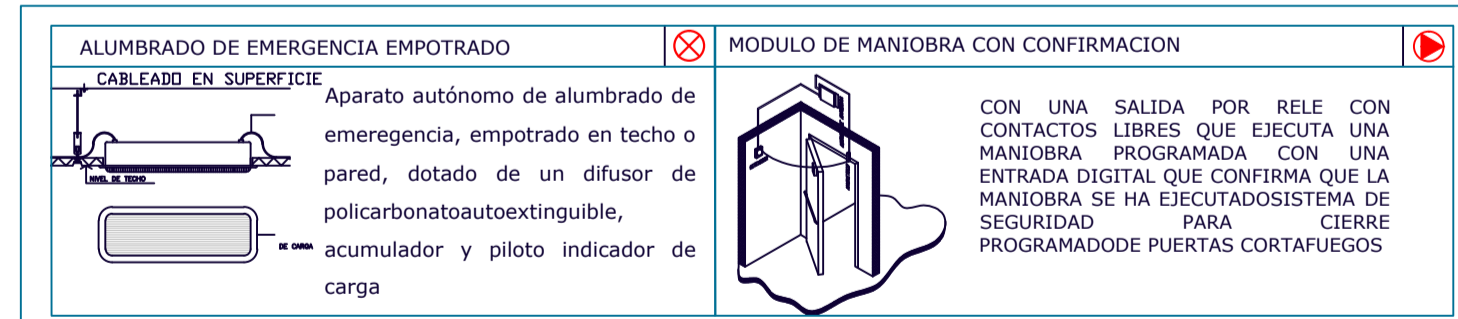 ALUMBRADO DE EMERGENCIA EMPOTRADO
CABLEADO EN SUPERFICIE
Aparato autónomo de alumbrado de
emeregencia, empotrado en techo o
pared, dotado de un difusor de
policarbonatoautoextinguible,
acumulador y piloto indicador de
carga
NIVEL DE TECHO
DE CARGA
MODULO DE MANIOBRA CON CONFIRMACION
CON UNA SALIDA POR RELE CON
CONTACTOS LIBRES QUE EJECUTA UNA
MANIOBRA PROGRAMADA CON UNA
ENTRADA DIGITAL QUE CONFIRMA QUE LA
MANIOBRA SE HA EJECUTADOSISTEMA DE
SEGURIDAD PARA CIERRE
PROGRAMADODE PUERTAS CORTAFUEGOS